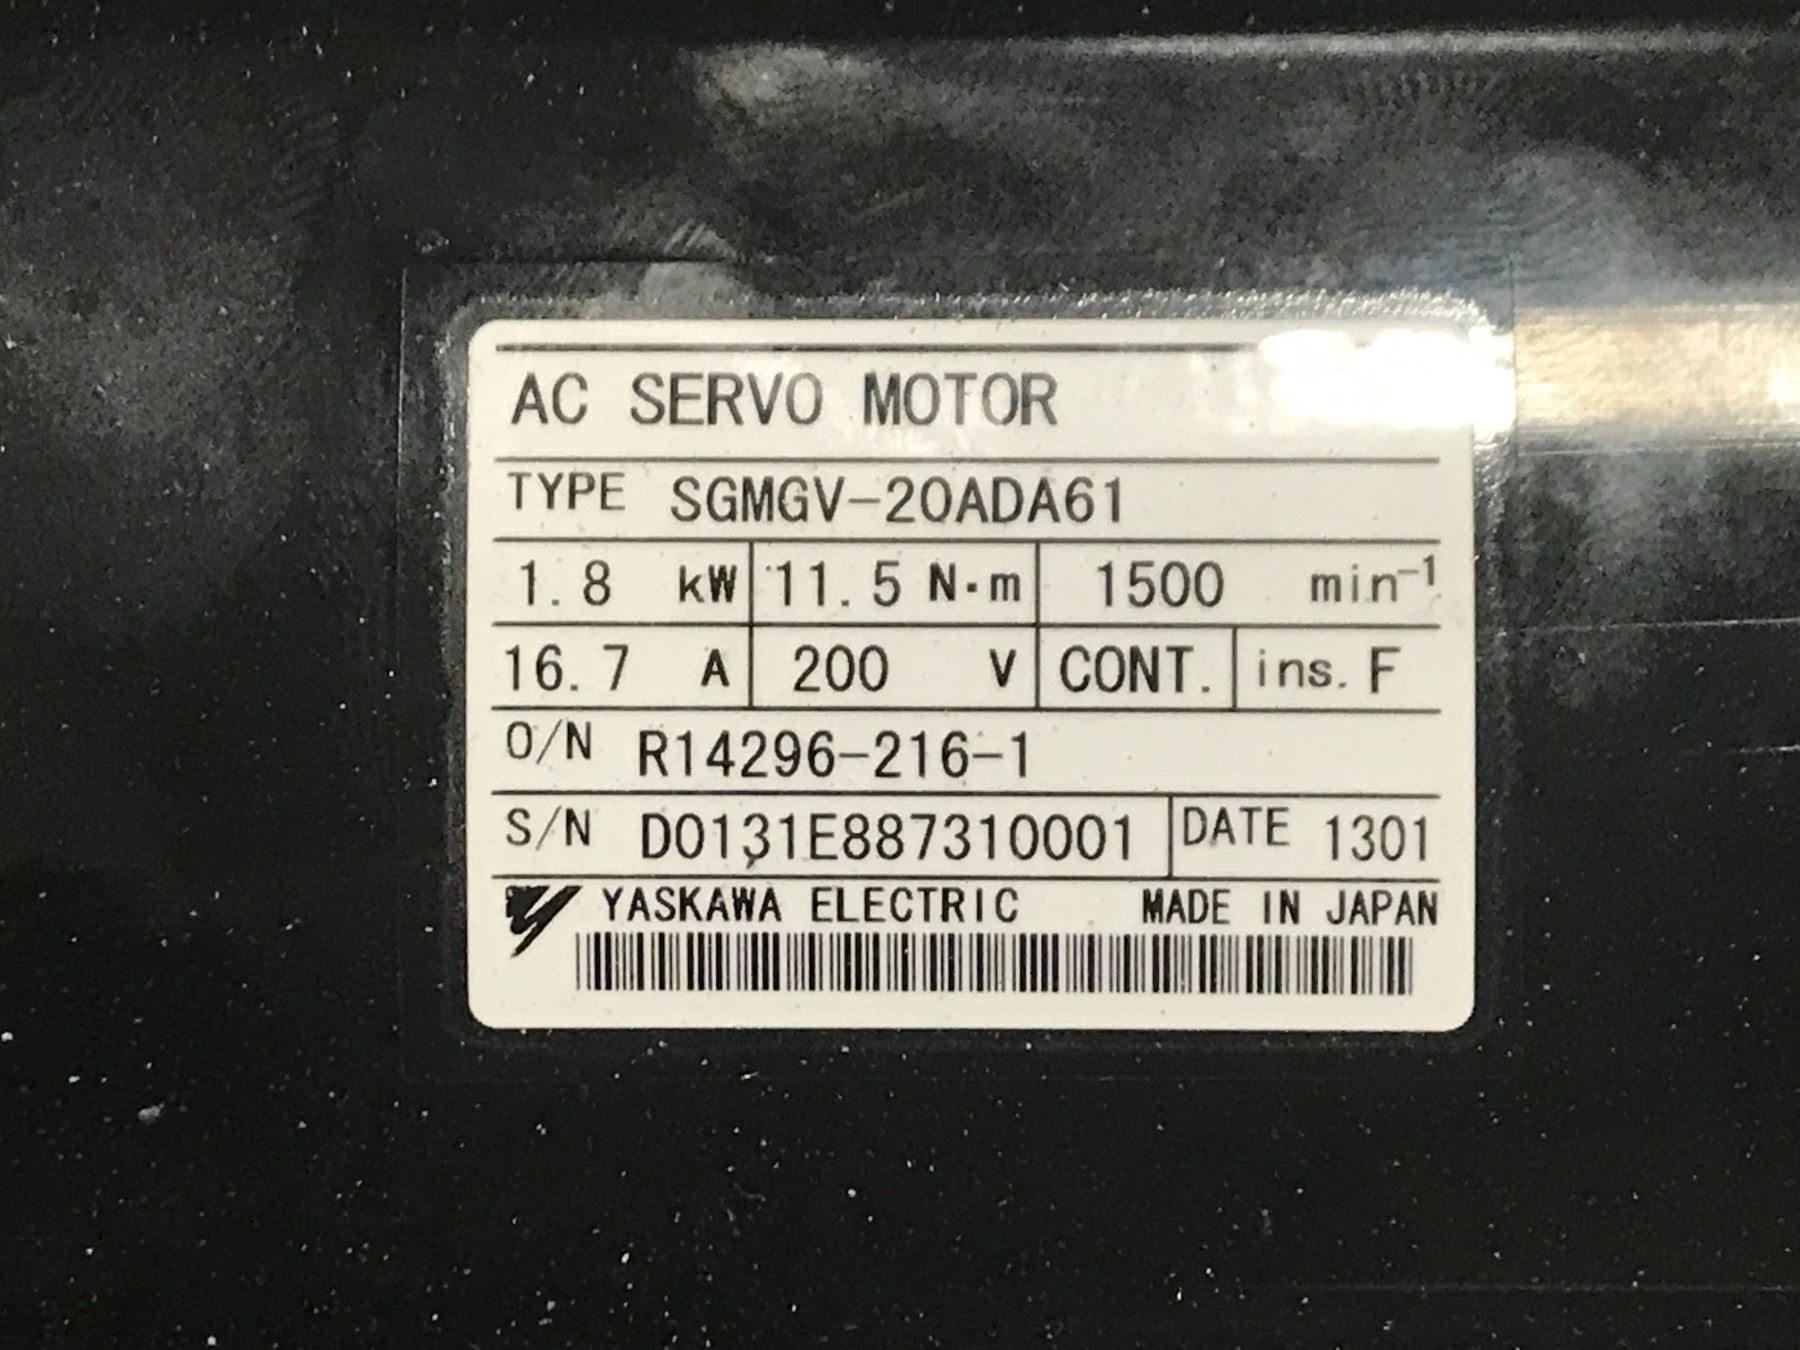 AC SERVO MOTOR
TYPE SGMGV-20ADA61
1.8 kW 11.5 N·m 1500 min⁻¹
16.7 A 200 V CONT. ins. F
O/N R14296-216-1
S/N D0131E887310001 DATE 1301
YASKAWA ELECTRIC MADE IN JAPAN